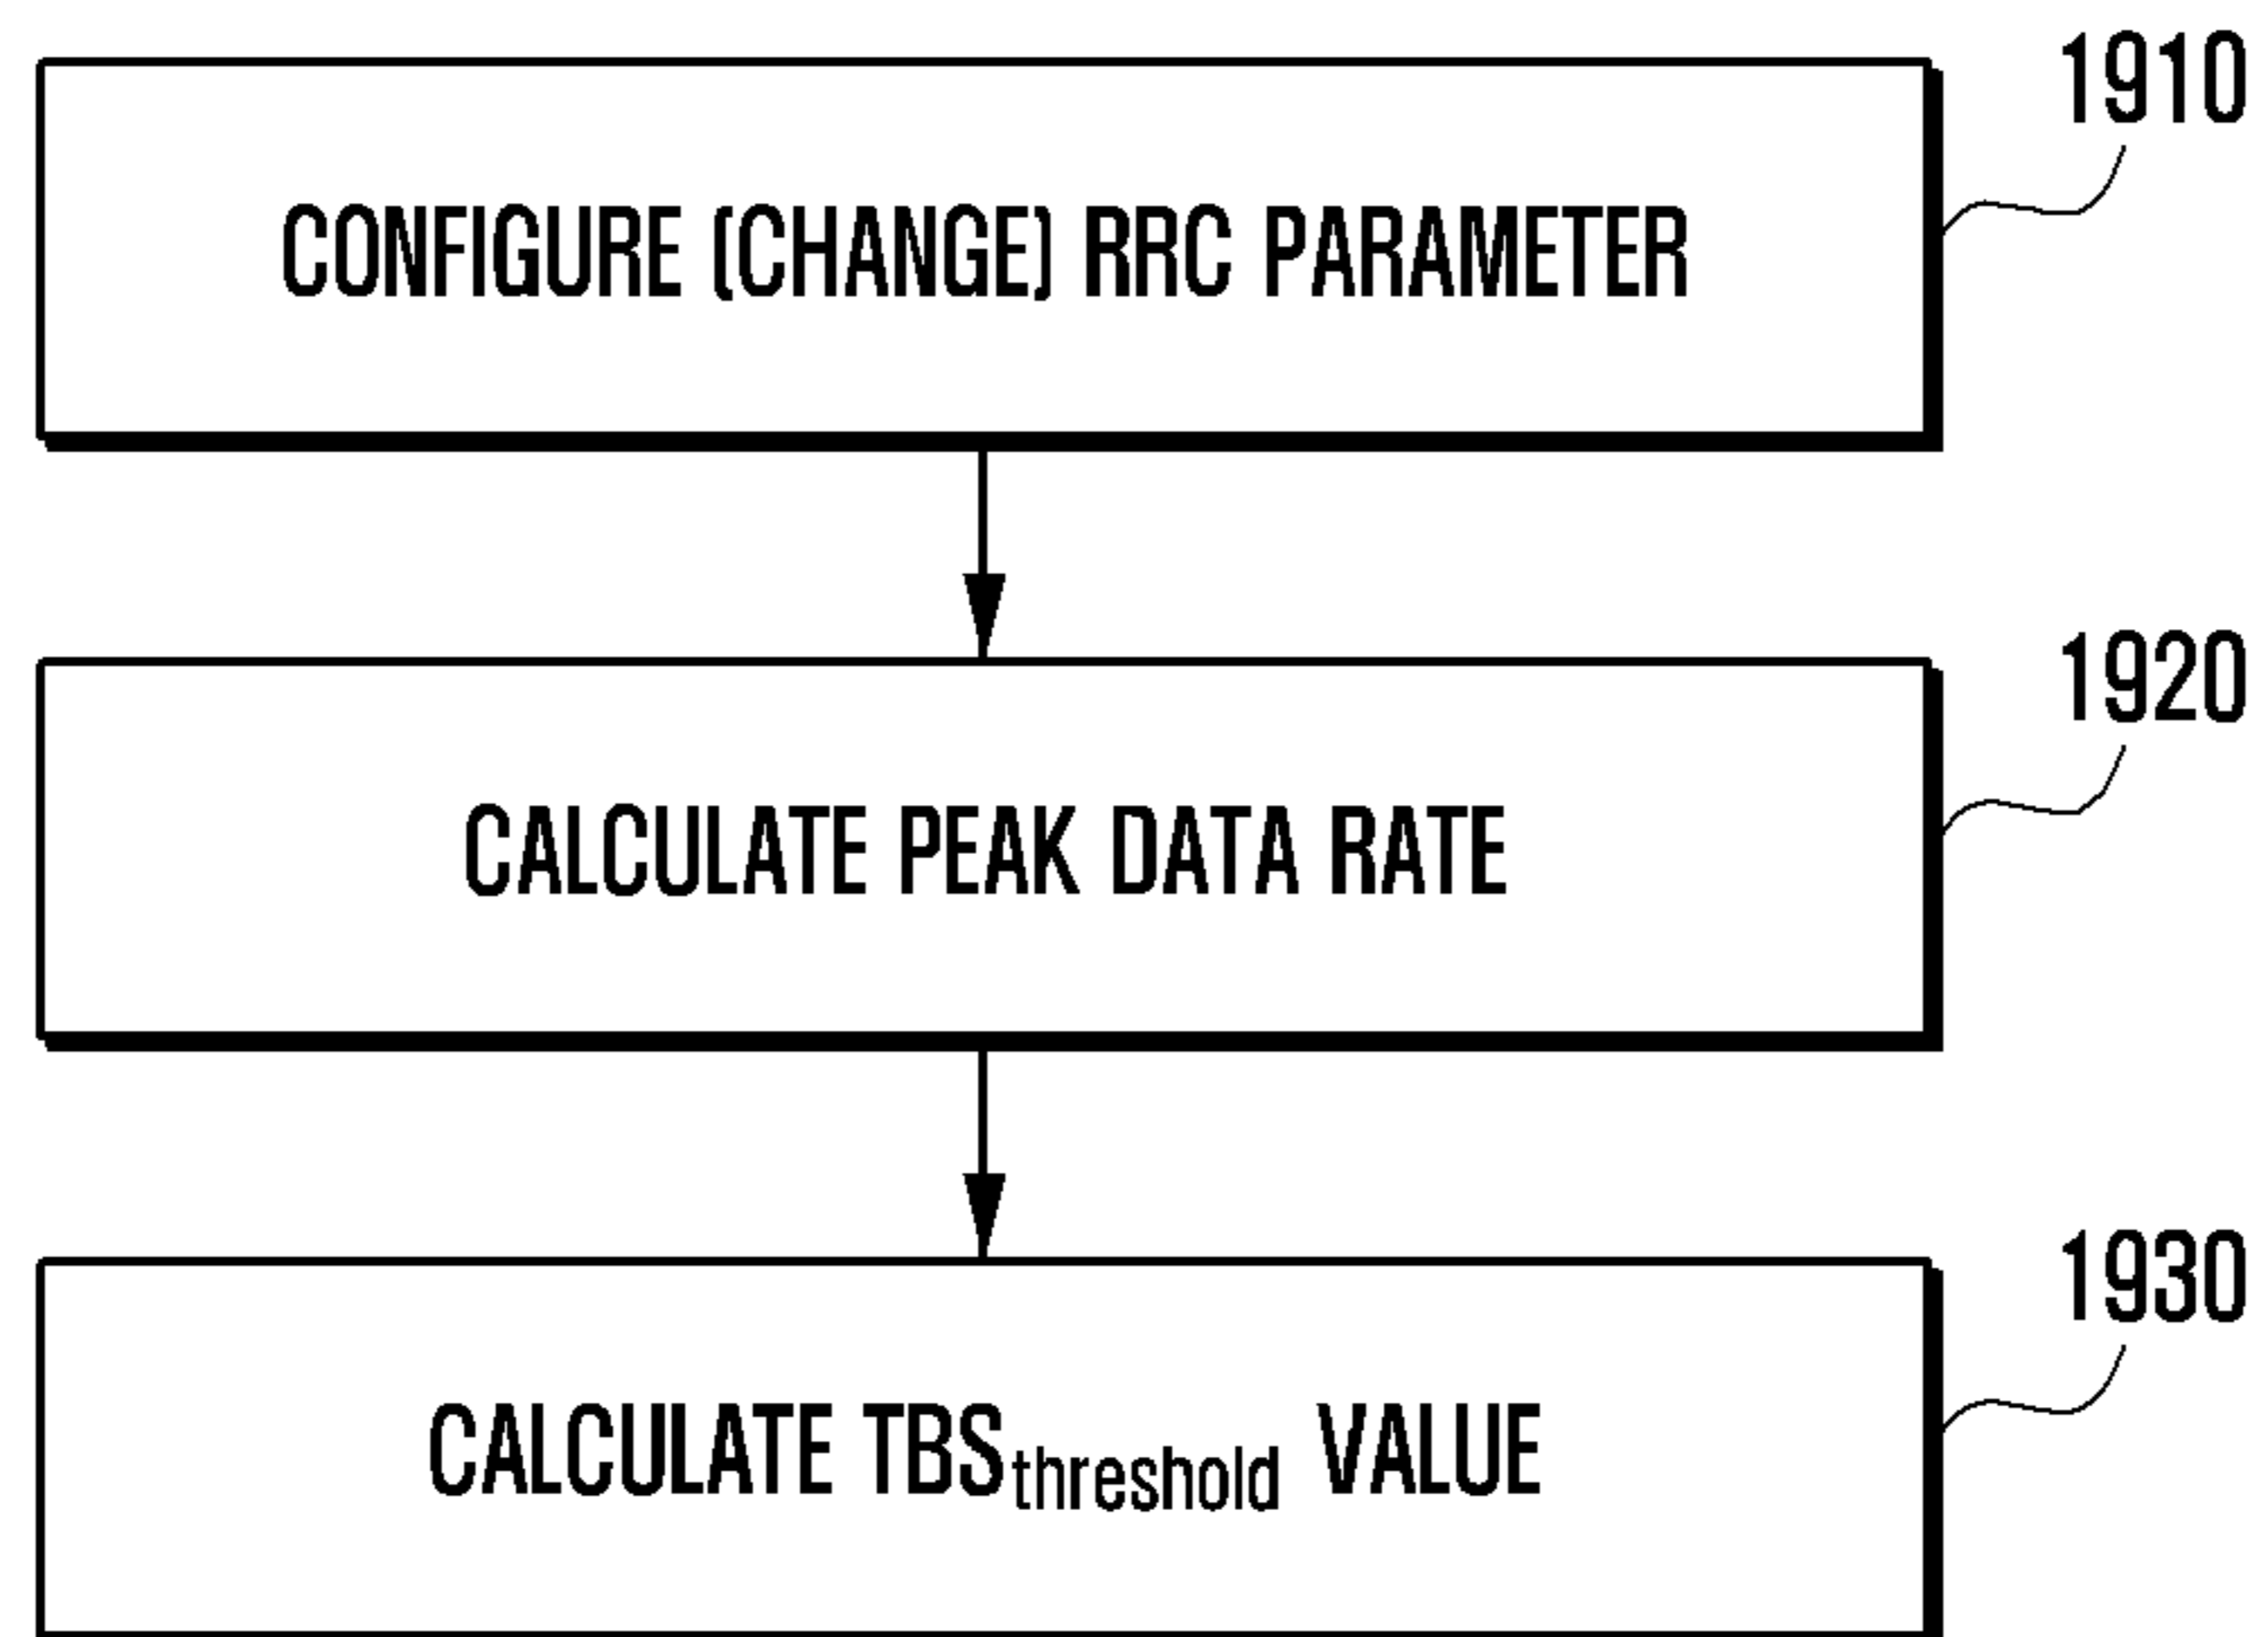 1910
CONFIGURE (CHANGE) RRC PARAMETER
1920
CALCULATE PEAK DATA RATE
1930
CALCULATE TBSthreshold VALUE